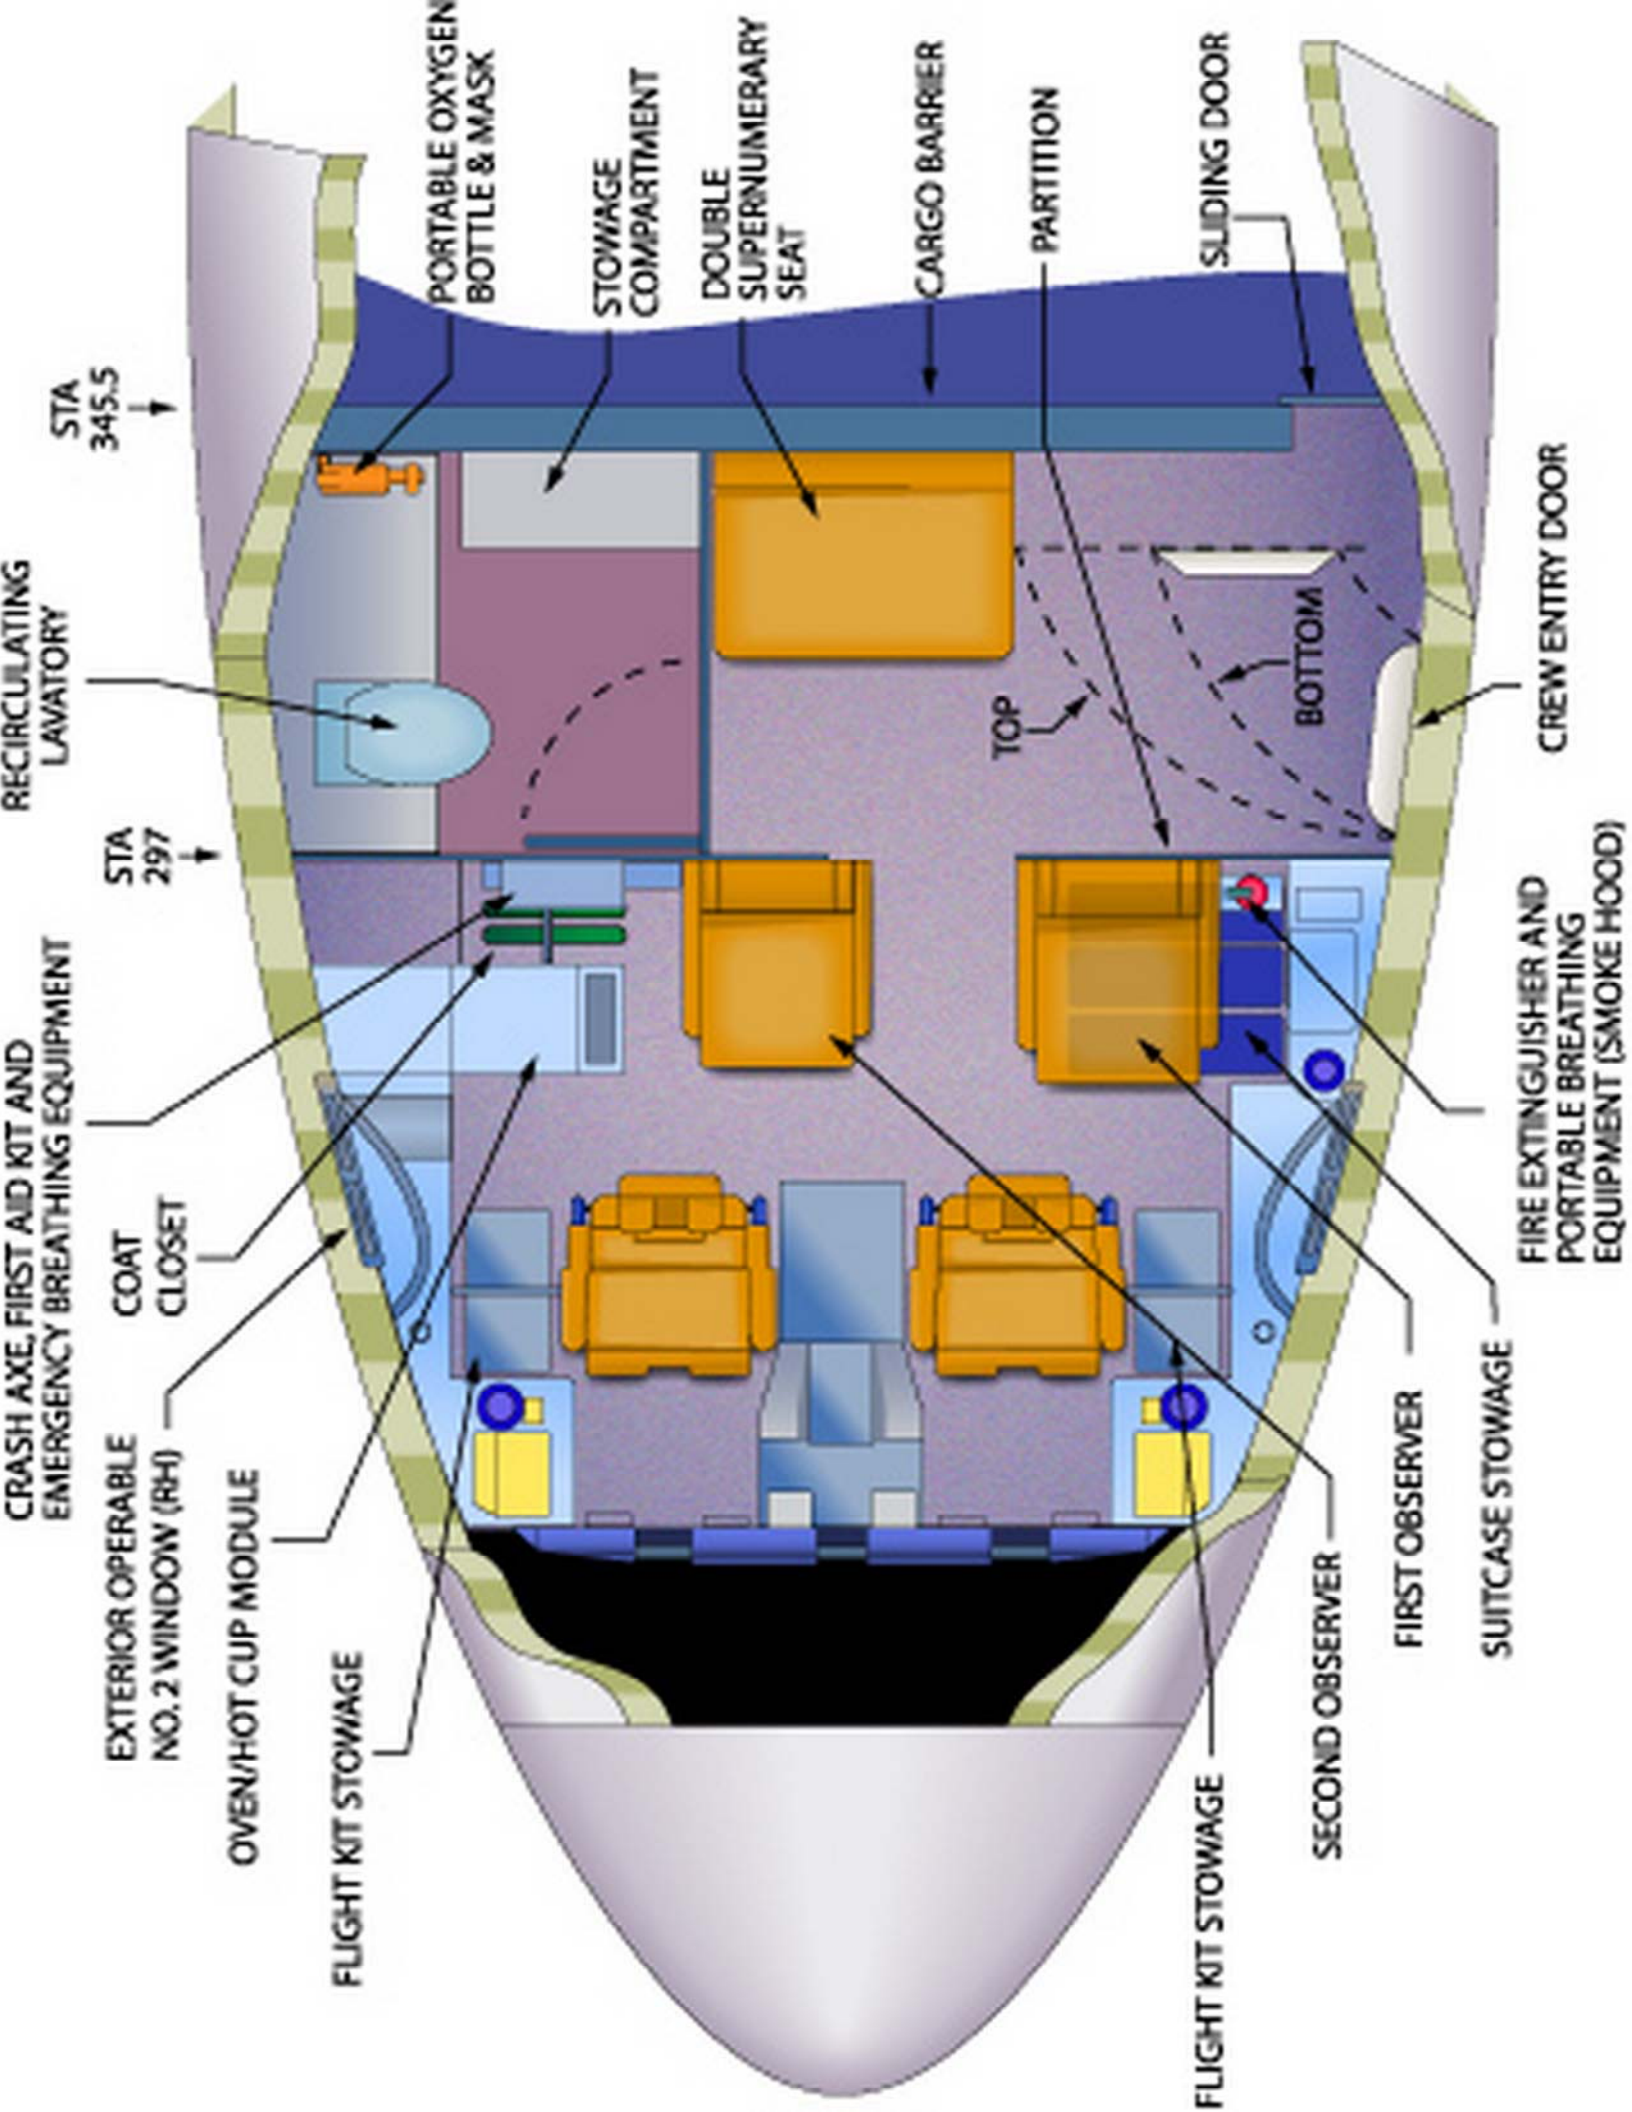 RECIRCULATING
LAVATORY
STA
345.5
PORTABLE OXYGEN
BOTTLE & MASK
STOWAGE
COMPARTMENT
DOUBLE
SUPERNUMERARY
SEAT
CARGO BARRIER
PARTITION
SLIDING DOOR
STA
297
CRASH AXE, FIRST AID KIT AND
EMERGENCY BREATHING EQUIPMENT
COAT
CLOSET
EXTERIOR OPERABLE
NO. 2 WINDOW (RH)
OVEN/HOT CUP MODULE
FLIGHT KIT STOWAGE
TOP
BOTTOM
CREW ENTRY DOOR
FIRE EXTINGUISHER AND
PORTABLE BREATHING
EQUIPMENT (SMOKE HOOD)
SUITCASE STOWAGE
FIRST OBSERVER
SECOND OBSERVER
FLIGHT KIT STOWAGE